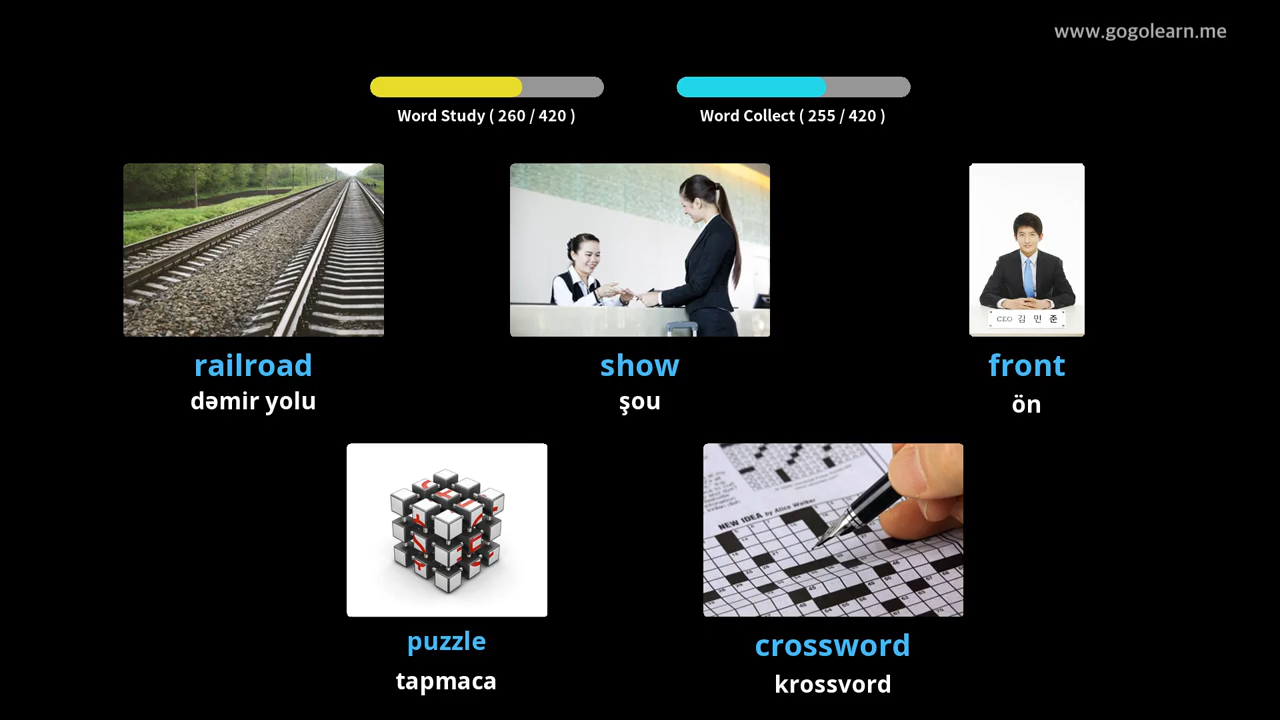 www.gogolearn.me
Word Study ( 260 / 420 )
Word Collect ( 255 / 420 )
CEO 김 민 준
railroad
show
front
dəmir yolu
şou
ön
NEW IDEA by Alice Walker
puzzle
crossword
tapmaca
krossvord